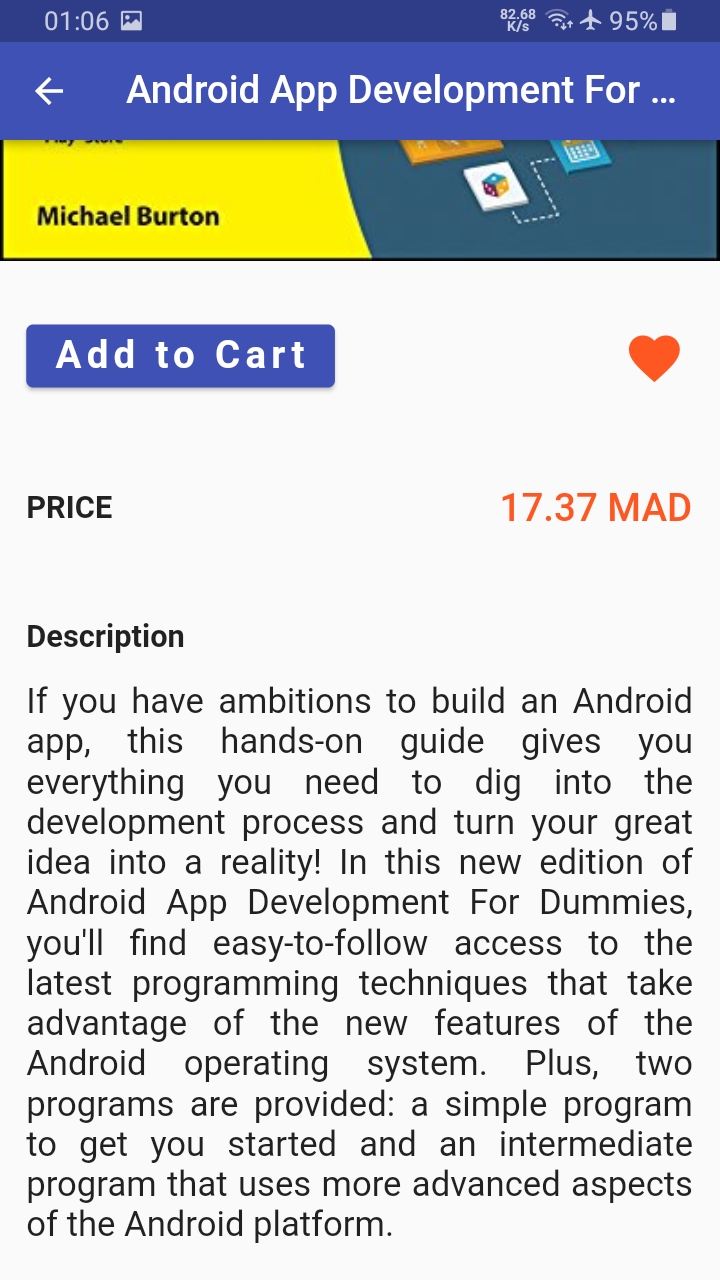 01:06
82.68
K/s
95%
Android App Development For ...
Play Store
Michael Burton
Add to Cart
PRICE
17.37 MAD
Description
If you have ambitions to build an Android
app, this hands-on guide gives you
everything you need to dig into the
development process and turn your great
idea into a reality! In this new edition of
Android App Development For Dummies,
you'll find easy-to-follow access to the
latest programming techniques that take
advantage of the new features of the
Android operating system. Plus, two
programs are provided: a simple program
to get you started and an intermediate
program that uses more advanced aspects
of the Android platform.